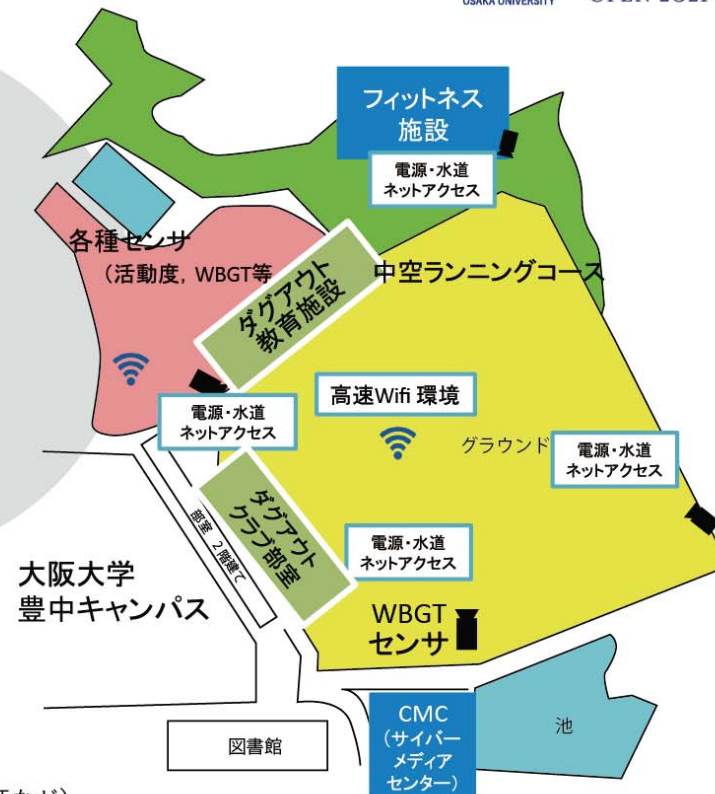 OSAKA UNIVERSITY
OPEN 2021
フィットネス
施設
電源・水道
ネットアクセス
各種センサ
（活動度，WBGT等
ダグアウト
教育施設
中空ランニングコース
高速Wifi 環境
電源・水道
ネットアクセス
グラウンド
電源・水道
ネットアクセス
部室 2階建て
ダグアウト
クラブ部室
電源・水道
ネットアクセス
大阪大学
豊中キャンパス
WBGT
センサ
図書館
CMC
（サイバー
メディア
センター）
池